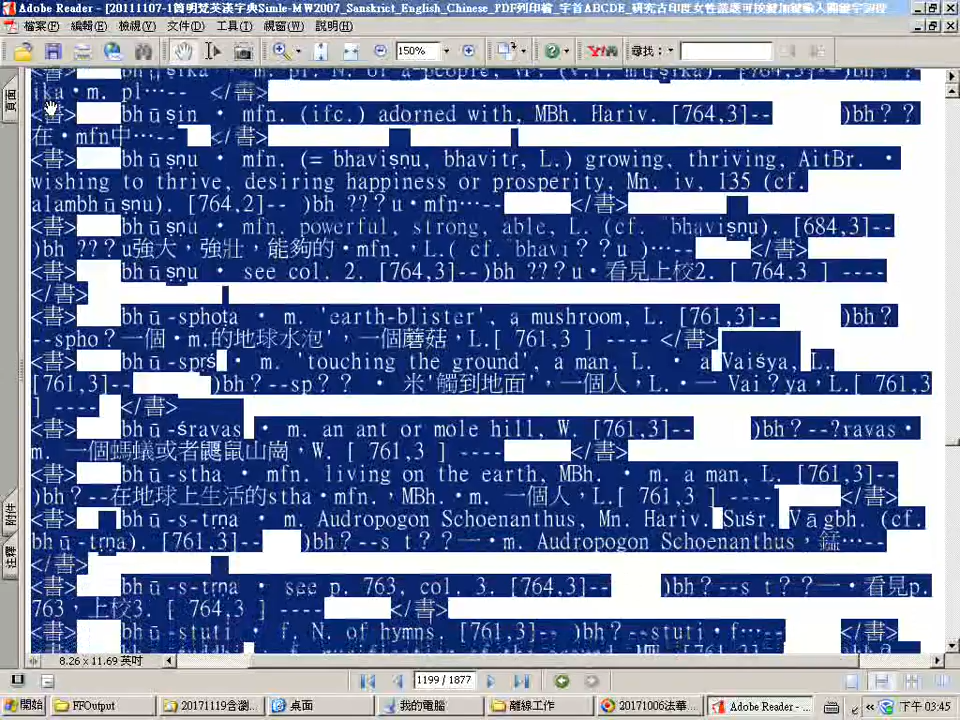 Adobe Reader - [20111107-1簡明梵英漢字典Simle-MW2007_Sanskrict_English_Chinese_PDF列印檔_字首ABCDE_研究古印度女性議題可按滑鼠鍵輸入關鍵字測試
檔案(F) 編輯(E) 檢視(V) 文件(D) 工具(T) 視窗(W) 說明(H)
150% 尋找:
ika • m. pl…-- </書>
<書> bhūṣin • mfn. (ifc.) adorned with, MBh. Hariv. [764,3]-- )bh？？
在 • mfn中…-- </書>
<書> bhūṣṇu • mfn. (= bhaviṣṇu, bhavitṛ, L.) growing, thriving, AitBr. •
wishing to thrive, desiring happiness or prosperity, Mn. iv, 135 (cf.
alambhūṣṇu). [764,2]-- )bh ???u • mfn…-- </書>
<書> bhūṣṇu • mfn. powerful, strong, able, L. (cf. °bhaviṣṇu). [684,3]--
)bh ???u強大，強壯，能夠的 • mfn. , L.( cf.°bhavi？？u )…-- </書>
<書> bhūṣṇu • see col. 2. [764,3]--)bh ???u • 看見上校2. [ 764,3 ] ----
</書>
<書> bhū-sphoṭa • m. 'earth-blister', a mushroom, L. [761,3]-- )bh？
--spho？一個 • m.的地球水泡'，一個蘑菇，L.[ 761,3 ] ---- </書>
<書> bhū-spṛś • m. 'touching the ground', a man, L. • a Vaiśya, L.
[761,3]-- )bh？--sp？？ • 米'觸到地面'，一個人，L. • 一 Vai？ya，L.[ 761,3
] ---- </書>
<書> bhū-śravas • m. an ant or mole hill, W. [761,3]-- )bh？--?ravas •
m. 一個螞蟻或者鼴鼠山崗，W. [ 761,3 ] ---- </書>
<書> bhū-stha • mfn. living on the earth, MBh. • m. a man, L. [761,3]--
)bh？--在地球上生活的stha • mfn.，MBh. • m. 一個人，L.[ 761,3 ] ---- </書>
<書> bhū-s-tṛṇa • m. Audropogon Schoenanthus, Mn. Hariv. Suśr. Vāgbh. (cf.
bhū-tṛṇa). [761,3]-- )bh？--s t？？一 • m. Audropogon Schoenanthus，錳…--
</書>
<書> bhū-s-tṛṇa • see p. 763, col. 3. [764,3]-- )bh？--s t？？一 • 看見p.
763，上校3. [ 764,3 ] ---- </書>
<書> bhū-stuti • f. N. of hymns. [761,3]-- )bh？--stuti • f…-- </書>
頁面
附件
注釋
8.26 x 11.69 英吋
1199 / 1877
開始 FFOutput 20171119含瀏... 桌面 我的電腦 離線工作 20171006法華... Adobe Reader - ... 下午 03:45